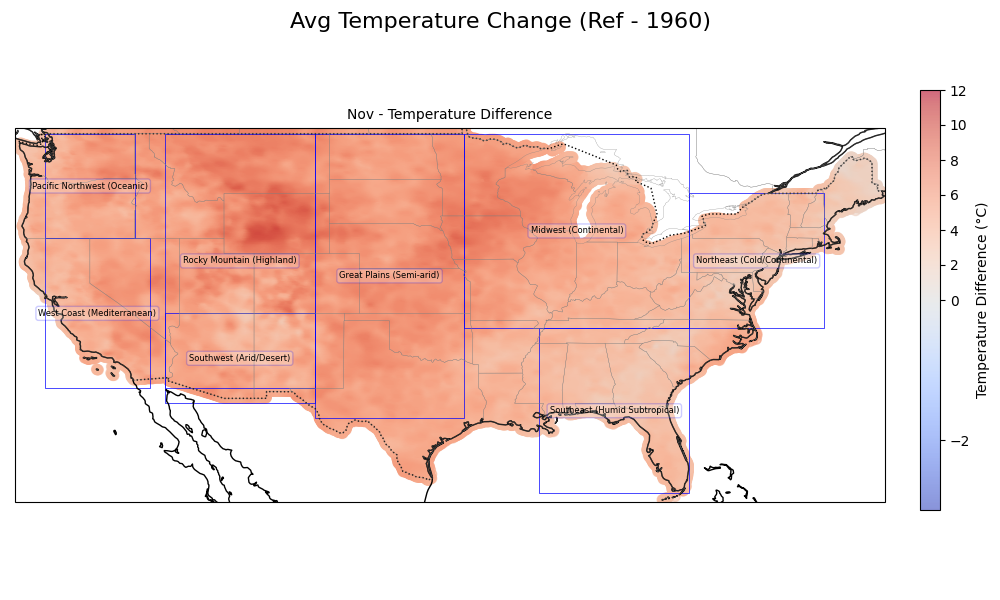 Avg Temperature Change (Ref - 1960)
Nov - Temperature Difference
Pacific Northwest (Oceanic)
Midwest (Continental)
Rocky Mountain (Highland)
Northeast (Cold/Continental)
Great Plains (Semi-arid)
West Coast (Mediterranean)
Southwest (Arid/Desert)
Southeast (Humid Subtropical)
12
10
8
6
4
2
0
−2
Temperature Difference (°C)